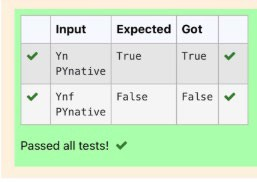 Input Expected Got
Yn True True
PYnative
Ynf False False
PYnative
Passed all tests!